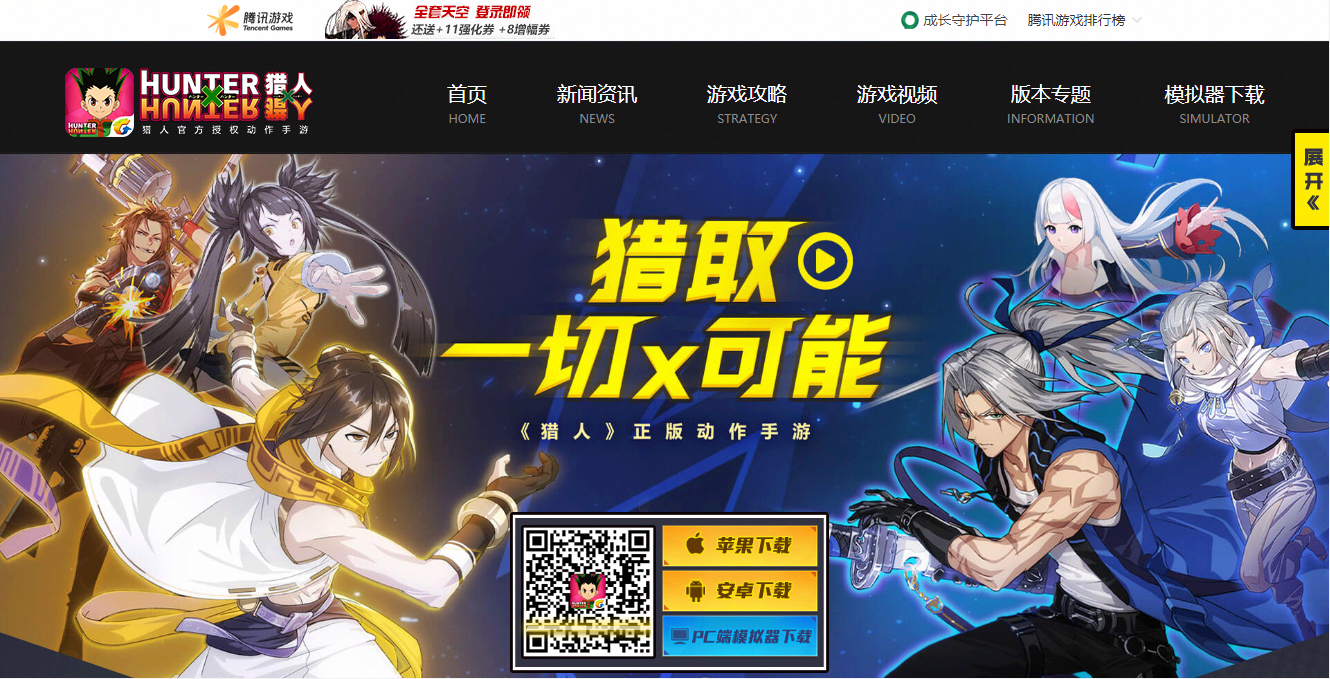 腾讯游戏
Tencent Games
全套天空 登录即领
还送+11强化券 +8增幅券
成长守护平台
腾讯游戏排行榜
HUNTER HUNTER 猎人
猎人官方授权动作手游
首页
HOME
新闻资讯
NEWS
游戏攻略
STRATEGY
游戏视频
VIDEO
版本专题
INFORMATION
模拟器下载
SIMULATOR
展开《
猎取
一切x可能
《猎人》正版动作手游
苹果下载
安卓下载
PC端模拟器下载